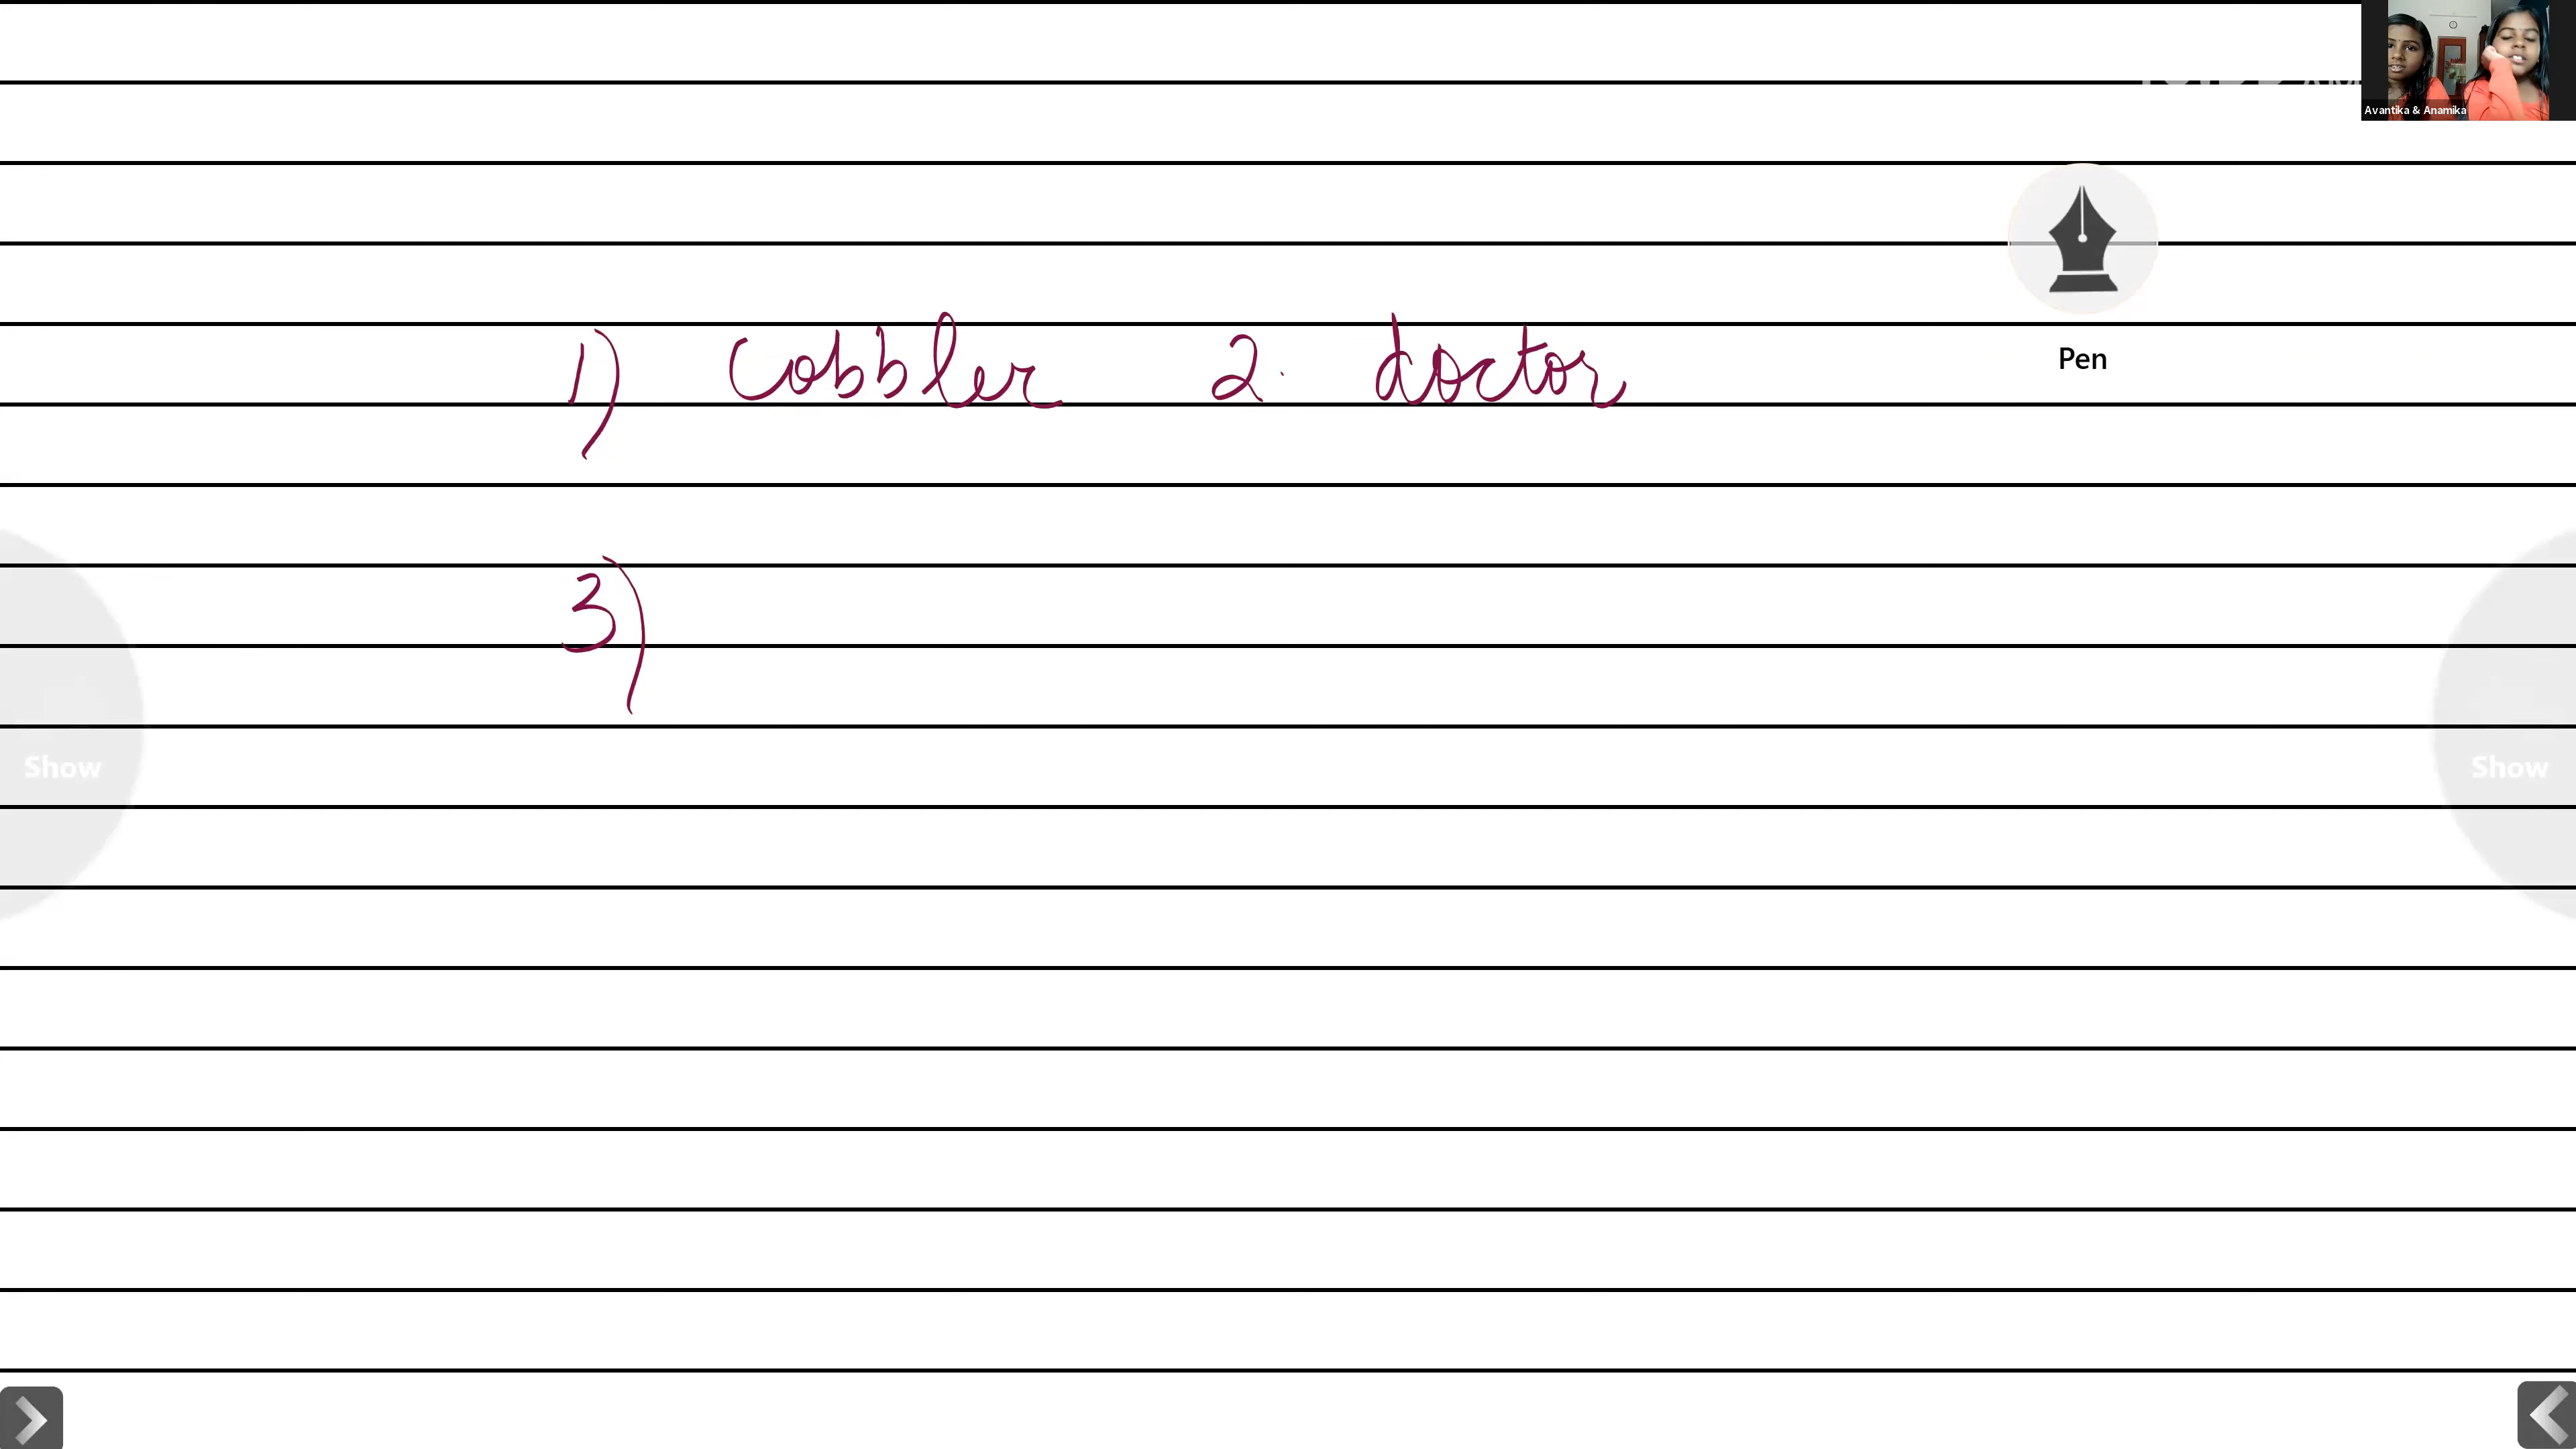 Avantika & Anamika
Pen
1) Cobbler 2. doctor
3)
Show Show